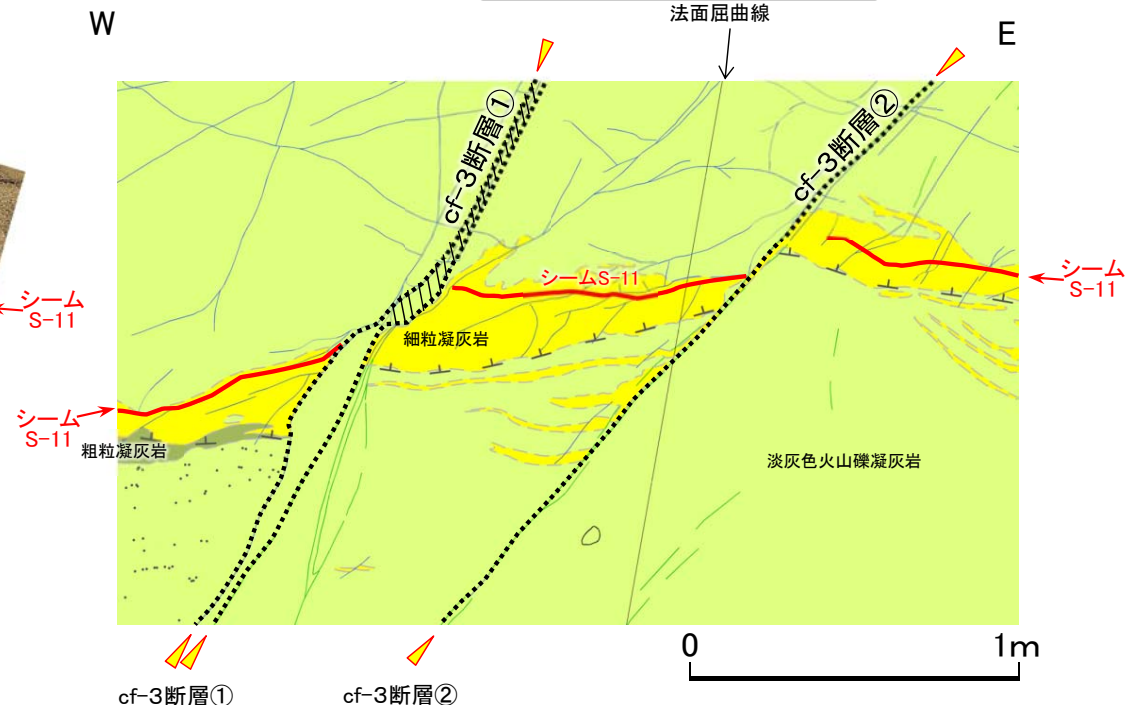 法面屈曲線
W
E
cf-3断層①
cf-3断層②
シーム
S-11
シームS-11
シーム
S-11
細粒凝灰岩
シーム
S-11
粗粒凝灰岩
淡灰色火山礫凝灰岩
0
1m
cf-3断層①
cf-3断層②